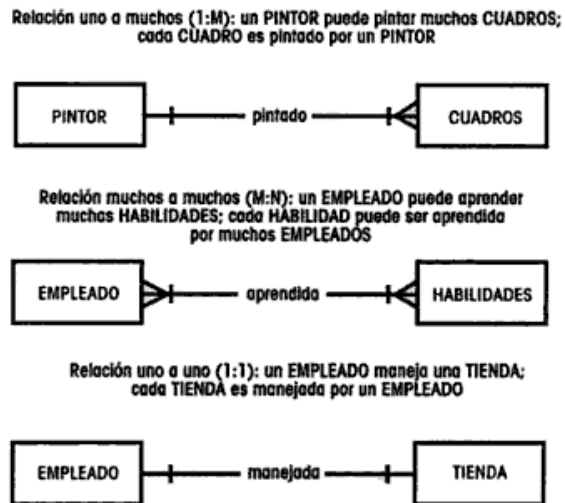 Relación uno a muchos (1:M): un PINTOR puede pintar muchos CUADROS;
cada CUADRO es pintado por un PINTOR
PINTOR pintado CUADROS
Relación muchos a muchos (M:N): un EMPLEADO puede aprender
muchas HABILIDADES; cada HABILIDAD puede ser aprendida
por muchos EMPLEADOS
EMPLEADO aprendida HABILIDADES
Relación uno a uno (1:1): un EMPLEADO maneja una TIENDA;
cada TIENDA es manejada por un EMPLEADO
EMPLEADO manejada TIENDA